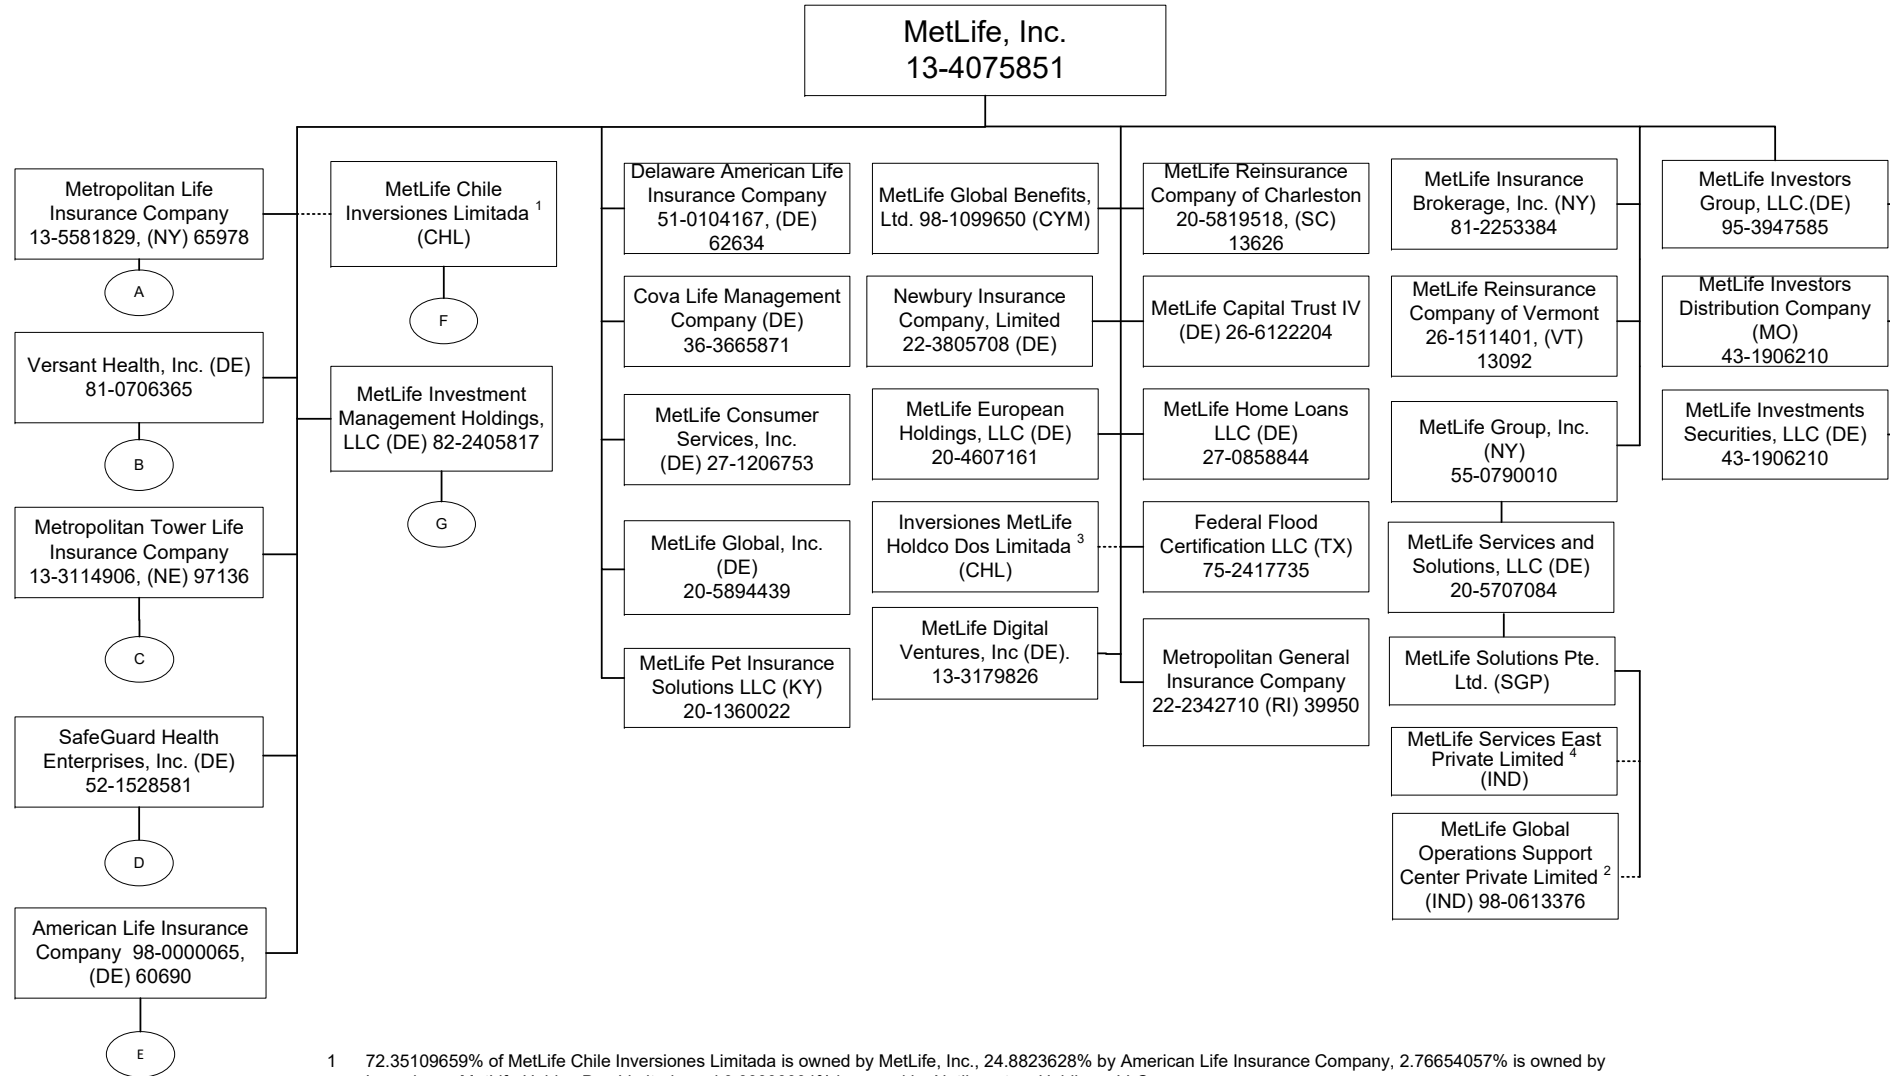 MetLife, Inc.
13-4075851
Metropolitan Life
Insurance Company
13-5581829, (NY) 65978
A
Versant Health, Inc. (DE)
81-0706365
B
Metropolitan Tower Life
Insurance Company
13-3114906, (NE) 97136
C
SafeGuard Health
Enterprises, Inc. (DE)
52-1528581
D
American Life Insurance
Company 98-0000065,
(DE) 60690
E
MetLife Chile
Inversiones Limitada 1
(CHL)
F
MetLife Investment
Management Holdings,
LLC (DE) 82-2405817
G
Delaware American Life
Insurance Company
51-0104167, (DE)
62634
Cova Life Management
Company (DE)
36-3665871
MetLife Consumer
Services, Inc.
(DE) 27-1206753
MetLife Global, Inc.
(DE)
20-5894439
MetLife Pet Insurance
Solutions LLC (KY)
20-1360022
MetLife Global Benefits,
Ltd. 98-1099650 (CYM)
Newbury Insurance
Company, Limited
22-3805708 (DE)
MetLife European
Holdings, LLC (DE)
20-4607161
Inversiones MetLife
Holdco Dos Limitada 3
(CHL)
MetLife Digital
Ventures, Inc (DE).
13-3179826
MetLife Reinsurance
Company of Charleston
20-5819518, (SC)
13626
MetLife Capital Trust IV
(DE) 26-6122204
MetLife Home Loans
LLC (DE)
27-0858844
Federal Flood
Certification LLC (TX)
75-2417735
Metropolitan General
Insurance Company
22-2342710 (RI) 39950
MetLife Insurance
Brokerage, Inc. (NY)
81-2253384
MetLife Reinsurance
Company of Vermont
26-1511401, (VT)
13092
MetLife Group, Inc.
(NY)
55-0790010
MetLife Services and
Solutions, LLC (DE)
20-5707084
MetLife Solutions Pte.
Ltd. (SGP)
MetLife Services East
Private Limited 4
(IND)
MetLife Global
Operations Support
Center Private Limited 2
(IND) 98-0613376
MetLife Investors
Group, LLC.(DE)
95-3947585
MetLife Investors
Distribution Company
(MO)
43-1906210
MetLife Investments
Securities, LLC (DE)
43-1906210
1 72.35109659% of MetLife Chile Inversiones Limitada is owned by MetLife, Inc., 24.8823628% by American Life Insurance Company, 2.76654057% is owned by